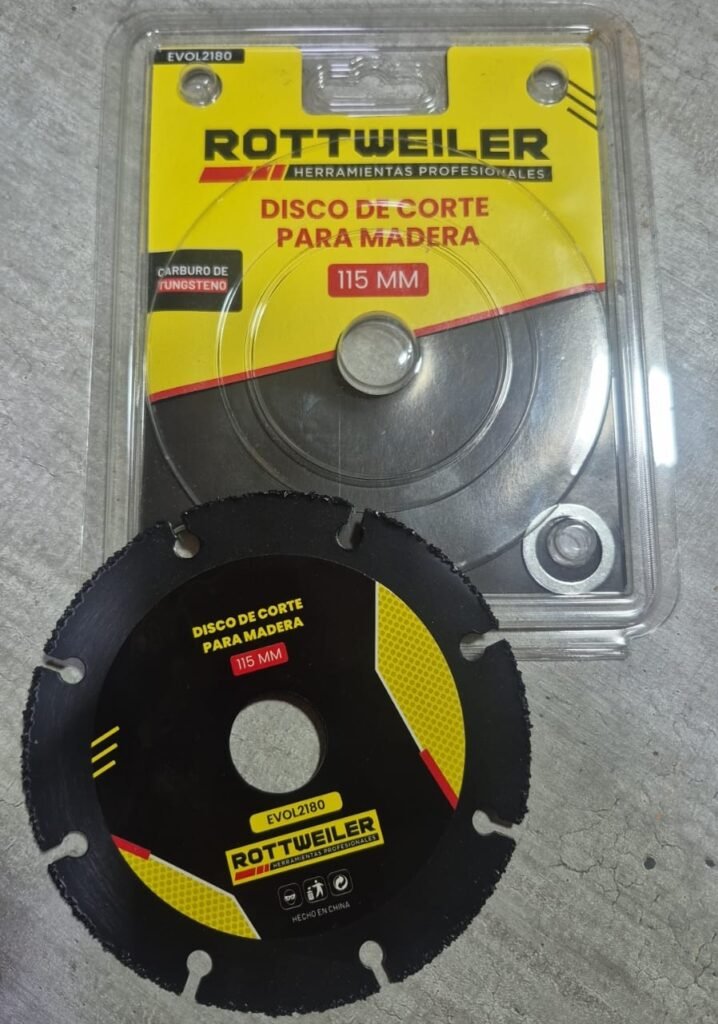 EVOL2180
ROTTWEILER
HERRAMIENTAS PROFESIONALES
DISCO DE CORTE
PARA MADERA
115 MM
CARBURO DE
TUNGSTENO
DISCO DE CORTE
PARA MADERA
115 MM
EVOL2180
ROTTWEILER
HERRAMIENTAS PROFESIONALES
HECHO EN CHINA